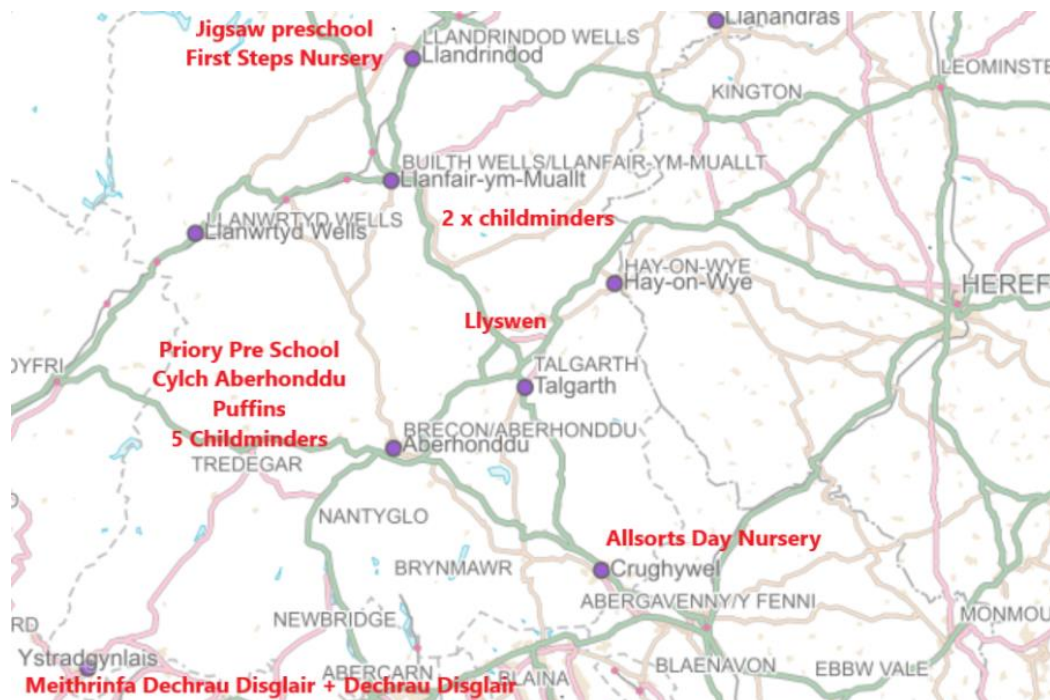 Llanandras
Jigsaw preschool
First Steps Nursery
LLANDRINDOD WELLS
Llandrindod
LEOMINSTE
KINGTON
BUILTH WELLS/LLANFAIR-YM-MUALLT
Llanfair-ym-Muallt
2 x childminders
LLANWRTYD WELLS
Llanwrtyd Wells
HAY-ON-WYE
Hay-on-Wye
HEREF
Llyswen
Priory Pre School
Cylch Aberhonddu
Puffins
5 Childminders
DYFRI
TALGARTH
Talgarth
BRECON/ABERHONDDU
Aberhonddu
TREDEGAR
NANTYGLO
Allsorts Day Nursery
BRYNMAWR
Crughywel
ABERGAVENNY/Y FENNI
NEWBRIDGE
MONMOU
RD
Ystradgynlais
ABERCARN
BLAINA
BLAENAVON
EBBW VALE
Meithrinfa Dechrau Disglair + Dechrau Disglair